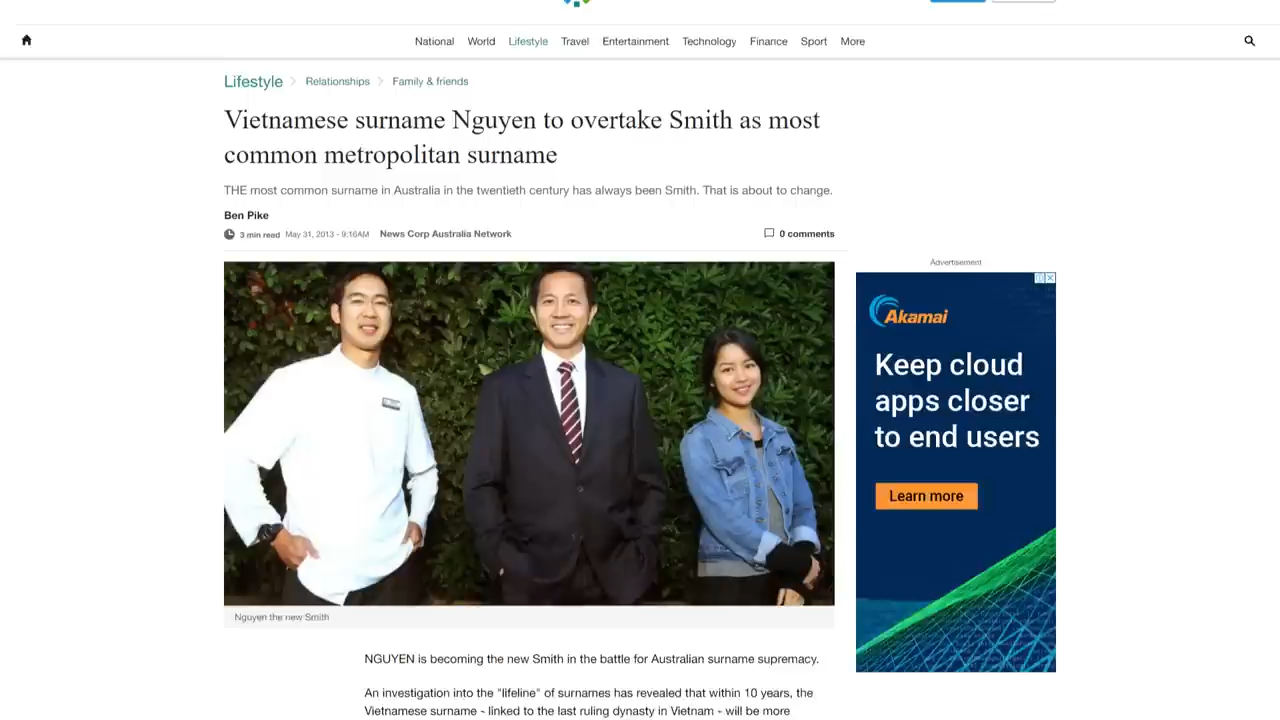 National World Lifestyle Travel Entertainment Technology Finance Sport More
Lifestyle Relationships Family & friends
Vietnamese surname Nguyen to overtake Smith as most
common metropolitan surname
THE most common surname in Australia in the twentieth century has always been Smith. That is about to change.
Ben Pike
3 min read May 31, 2013 - 9:16AM News Corp Australia Network
0 comments
Advertisement
Akamai
Keep cloud
apps closer
to end users
Learn more
Nguyen the new Smith
NGUYEN is becoming the new Smith in the battle for Australian surname supremacy.
An investigation into the "lifeline" of surnames has revealed that within 10 years, the
Vietnamese surname - linked to the last ruling dynasty in Vietnam - will be more